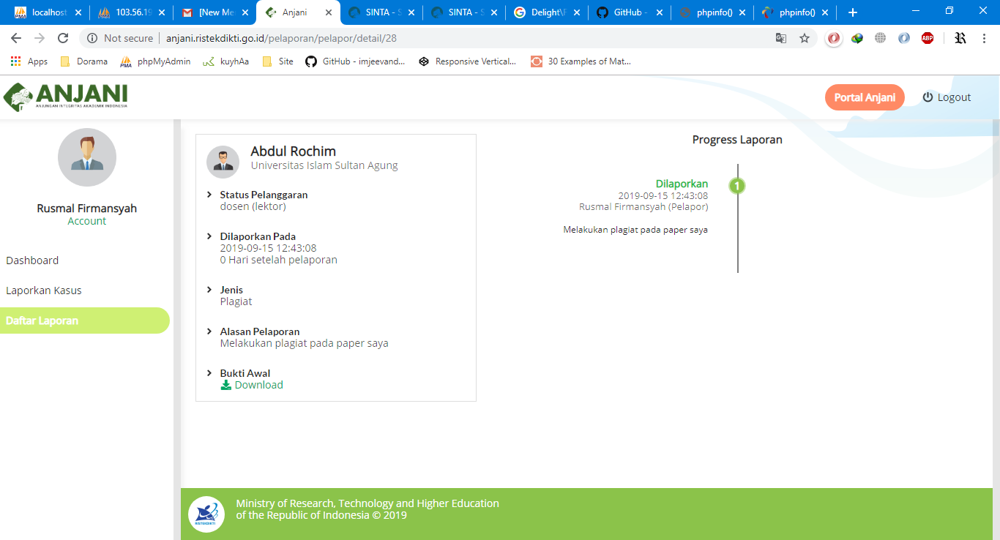 localhost
103.56.19
[New Me
Anjani
SINTA - S
SINTA - S
Delight\F
GitHub -
phpinfo()
phpinfo()
Not secure
anjani.ristekdikti.go.id/pelaporan/pelapor/detail/28
ABP
Apps
Dorama
phpMyAdmin
kuyhAa
Site
GitHub - imjeevand...
Responsive Vertical...
30 Examples of Mat...
ANJANI
ANJUNGAN INTEGRITAS AKADEMIK INDONESIA
Portal Anjani
Logout
Rusmal Firmansyah
Account
Dashboard
Laporkan Kasus
Daftar Laporan
Abdul Rochim
Universitas Islam Sultan Agung
Status Pelanggaran
dosen (lektor)
Dilaporkan Pada
2019-09-15 12:43:08
0 Hari setelah pelaporan
Jenis
Plagiat
Alasan Pelaporan
Melakukan plagiat pada paper saya
Bukti Awal
Download
Progress Laporan
Dilaporkan
1
2019-09-15 12:43:08
Rusmal Firmansyah (Pelapor)
Melakukan plagiat pada paper saya
RISTEKDIKTI
Ministry of Research, Technology and Higher Education
of the Republic of Indonesia © 2019